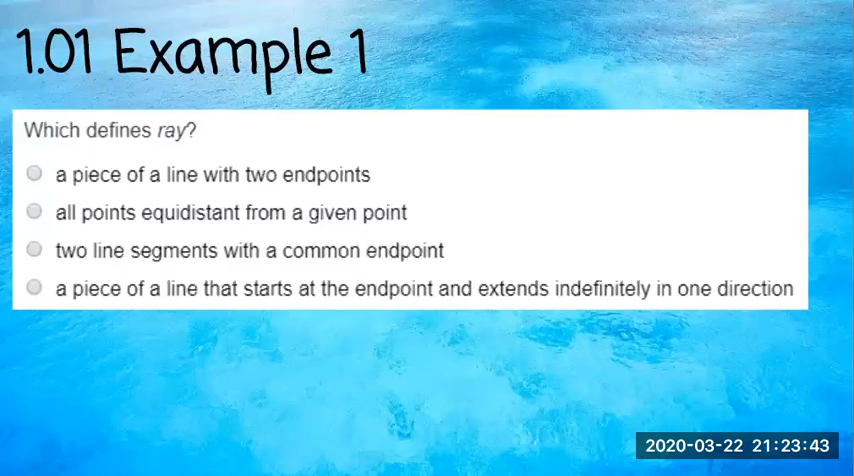 1.01 Example 1
Which defines ray?
a piece of a line with two endpoints
all points equidistant from a given point
two line segments with a common endpoint
a piece of a line that starts at the endpoint and extends indefinitely in one direction
2020-03-22 21:23:43